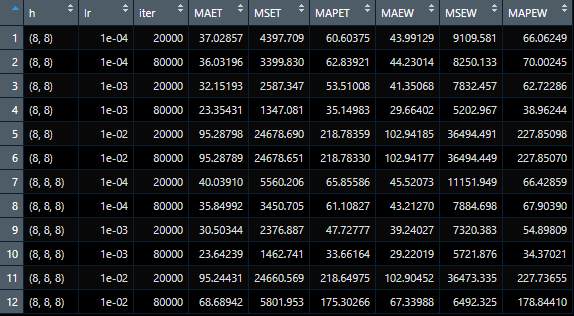 h lr iter MAET MSET MAPET MAEW MSEW MAPEW
1 (8, 8) 1e-04 20000 37.02857 4397.709 60.60375 43.99129 9109.581 66.06249
2 (8, 8) 1e-04 80000 36.03196 3399.830 62.83921 44.23014 8250.133 70.00245
3 (8, 8) 1e-03 20000 32.15193 2587.347 53.51008 41.35068 7832.457 62.72286
4 (8, 8) 1e-03 80000 23.35431 1347.081 35.14983 29.66402 5202.967 38.96244
5 (8, 8) 1e-02 20000 95.28798 24678.690 218.78359 102.94185 36494.491 227.85098
6 (8, 8) 1e-02 80000 95.28789 24678.651 218.78330 102.94177 36494.449 227.85070
7 (8, 8, 8) 1e-04 20000 40.03910 5560.206 65.85586 45.52073 11151.949 66.42859
8 (8, 8, 8) 1e-04 80000 35.84992 3450.705 61.10827 43.21270 7884.698 67.90390
9 (8, 8, 8) 1e-03 20000 30.50344 2376.887 47.72777 39.24027 7320.383 54.89809
10 (8, 8, 8) 1e-03 80000 23.64239 1462.741 33.66164 29.22019 5721.876 34.37021
11 (8, 8, 8) 1e-02 20000 95.24431 24660.569 218.64975 102.90452 36473.335 227.73655
12 (8, 8, 8) 1e-02 80000 68.68942 5801.953 175.30266 67.33988 6492.325 178.84410